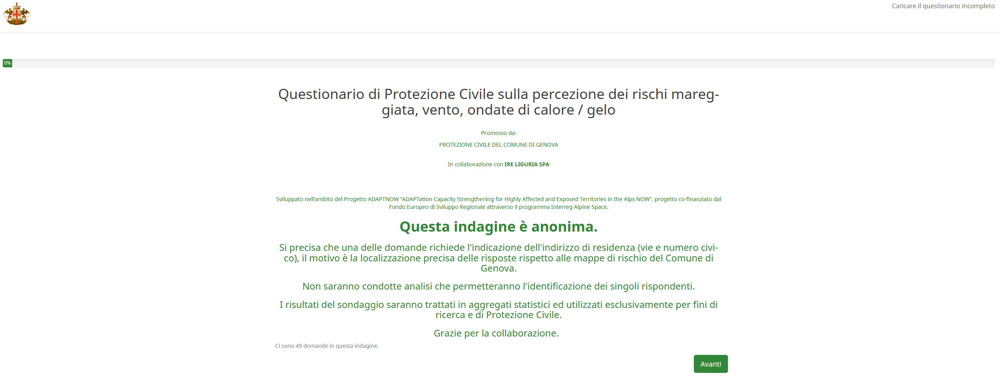 Caricare il questionario incompleto
0%
Questionario di Protezione Civile sulla percezione dei rischi mareg-
giata, vento, ondate di calore / gelo
Promosso da:
PROTEZIONE CIVILE DEL COMUNE DI GENOVA
In collaborazione con IRE LIGURIA SPA
Sviluppato nell’ambito del Progetto ADAPTNOW “ADAPTation Capacity Strengthening for Highly Affected and Exposed Territories in the Alps NOW”, progetto co-finanziato dal
Fondo Europeo di Sviluppo Regionale attraverso il programma Interreg Alpine Space.
Questa indagine è anonima.
Si precisa che una delle domande richiede l'indicazione dell'indirizzo di residenza (vie e numero civi-
co), il motivo è la localizzazione precisa delle risposte rispetto alle mappe di rischio del Comune di
Genova.
Non saranno condotte analisi che permetteranno l'identificazione dei singoli rispondenti.
I risultati del sondaggio saranno trattati in aggregati statistici ed utilizzati esclusivamente per fini di
ricerca e di Protezione Civile.
Grazie per la collaborazione.
Ci sono 49 domande in questa indagine.
Avanti